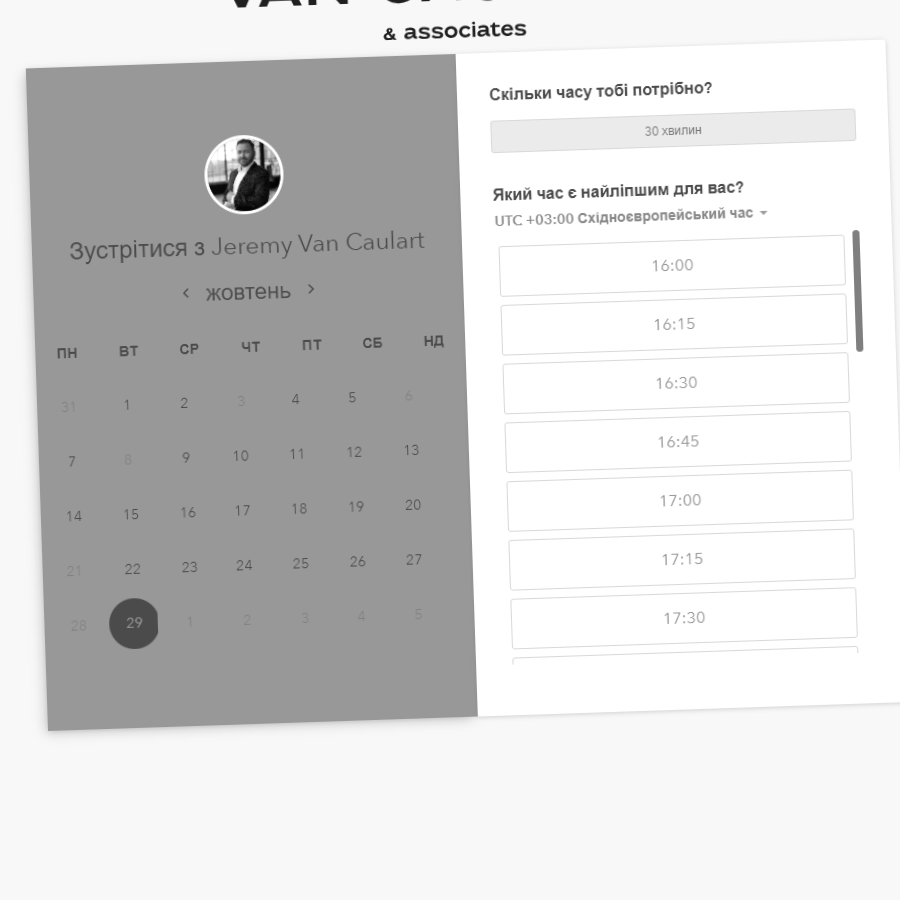 VAN
& associates
Зустрітися з Jeremy Van Caulart
жовтень
ПН ВТ СР ЧТ ПТ СБ НД
31 1 2 3 4 5 6
7 8 9 10 11 12 13
14 15 16 17 18 19 20
21 22 23 24 25 26 27
28 29 1 2 3 4 5
Скільки часу тобі потрібно?
30 хвилин
Який час є найліпшим для вас?
UTC +03:00 Східноєвропейський час
16:00
16:15
16:30
16:45
17:00
17:15
17:30